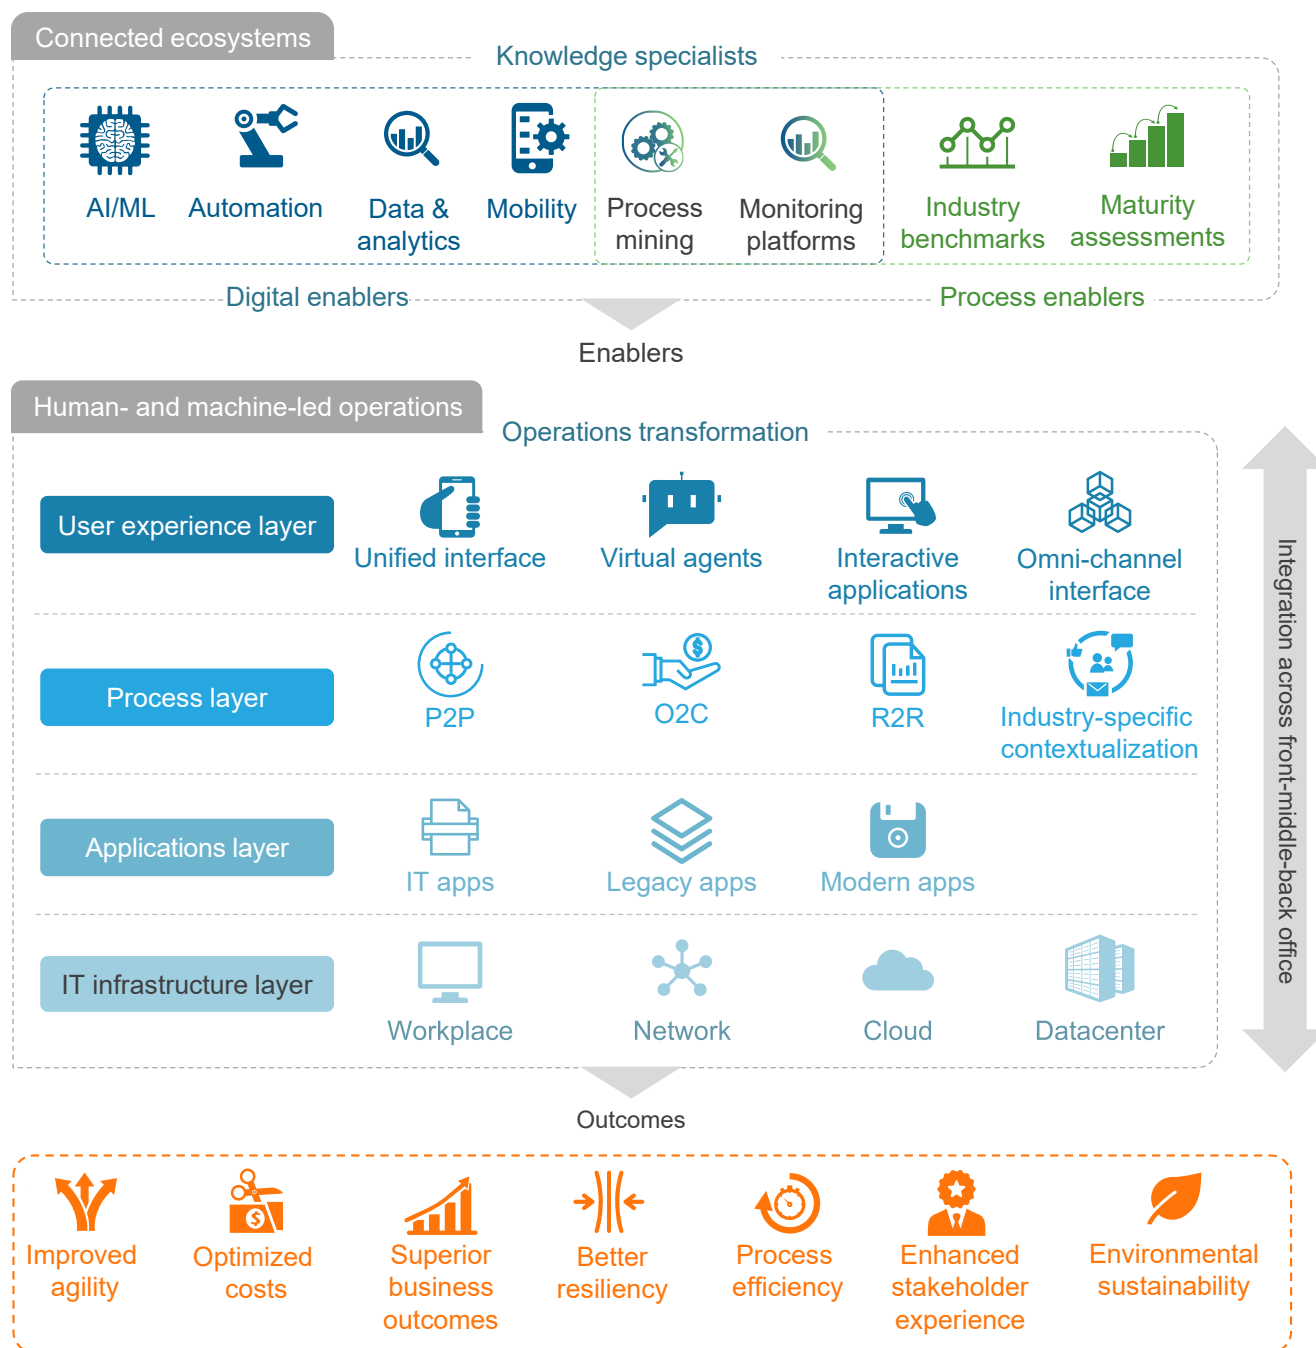 Connected ecosystems
Knowledge specialists
AI/ML
Automation
Data &
analytics
Mobility
Process
mining
Monitoring
platforms
Industry
benchmarks
Maturity
assessments
Digital enablers
Process enablers
Enablers
Human- and machine-led operations
Operations transformation
User experience layer
Unified interface
Virtual agents
Interactive
applications
Omni-channel
interface
Process layer
P2P
O2C
R2R
Industry-specific
contextualization
Applications layer
IT apps
Legacy apps
Modern apps
IT infrastructure layer
Workplace
Network
Cloud
Datacenter
Integration across front-middle-back office
Outcomes
Improved
agility
Optimized
costs
Superior
business
outcomes
Better
resiliency
Process
efficiency
Enhanced
stakeholder
experience
Environmental
sustainability